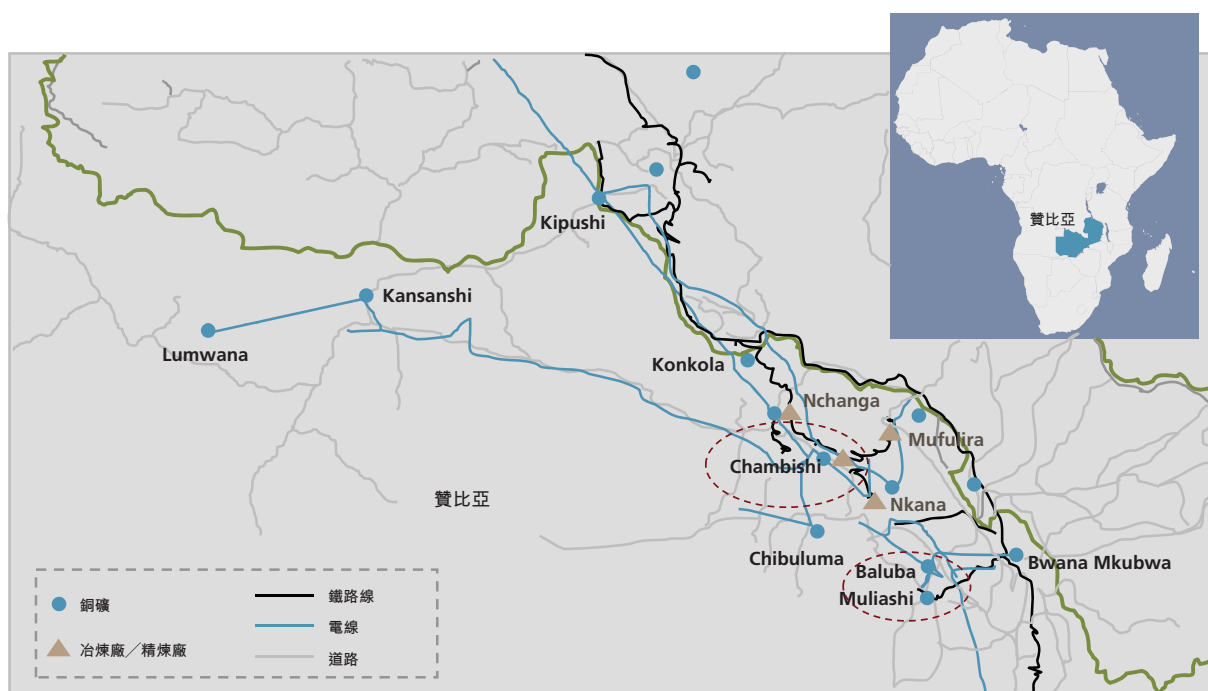 贊比亞
Kipushi
Kansanshi
Lumwana
Konkola
Nchanga
Mufulira
Chambishi
贊比亞
Nkana
Chibuluma
Baluba
Bwana Mkubwa
Muliashi
銅礦
冶煉廠／精煉廠
鐵路線
電線
道路